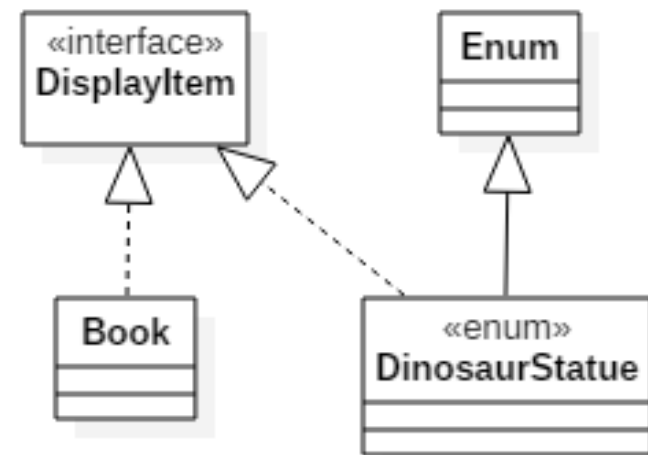 «interface»
DisplayItem
Enum
Book
«enum»
DinosaurStatue